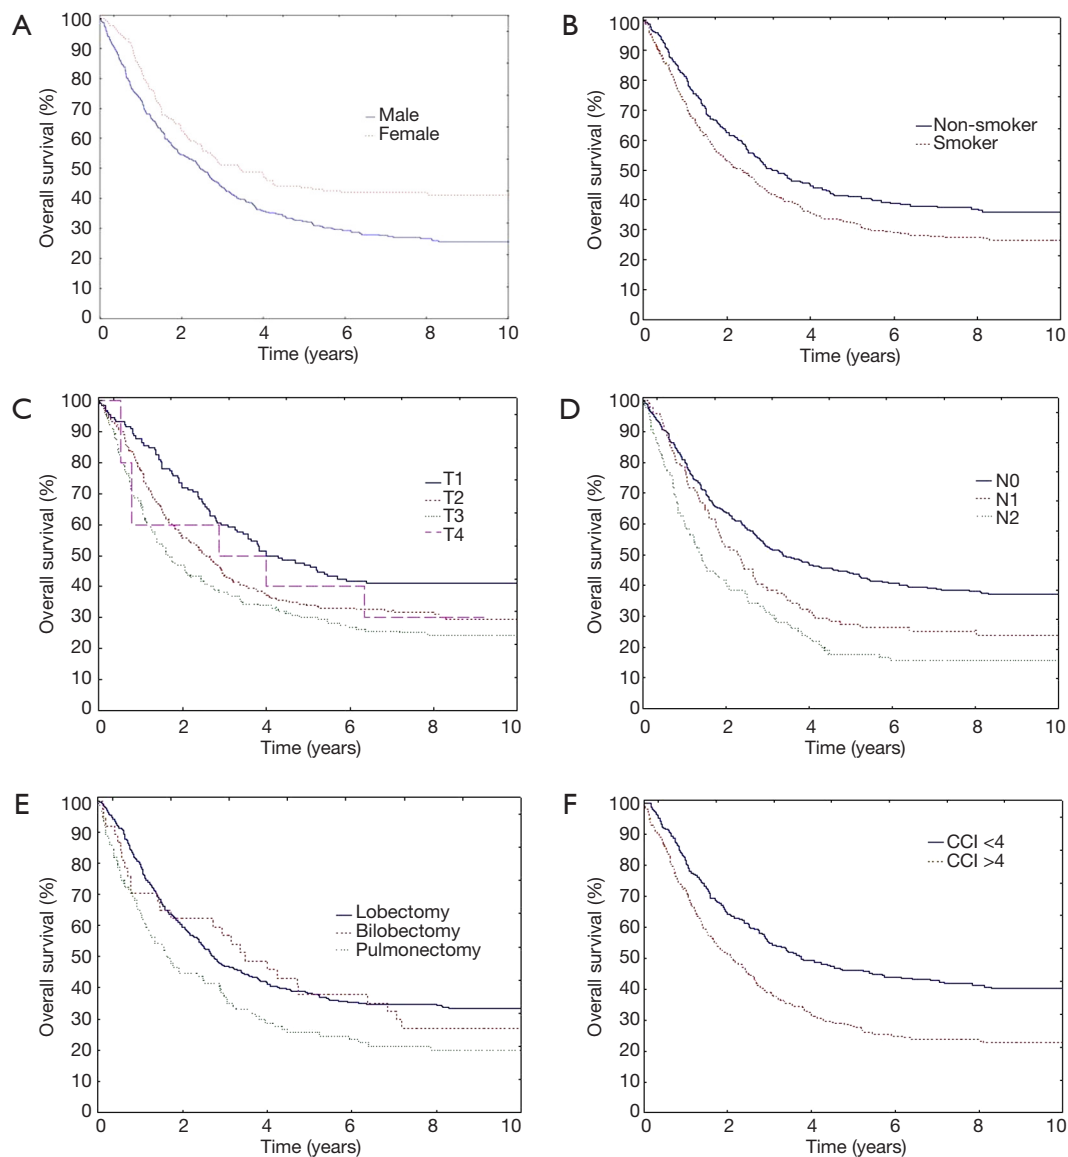 A
Overall survival (%)
100
90
80
70
60
50
40
30
20
10
0
Male
Female
0 2 4 6 8 10
Time (years)
B
Overall survival (%)
100
90
80
70
60
50
40
30
20
10
0
Non-smoker
Smoker
0 2 4 6 8 10
Time (years)
C
Overall survival (%)
100
90
80
70
60
50
40
30
20
10
0
T1
T2
T3
T4
0 2 4 6 8 10
Time (years)
D
Overall survival (%)
100
90
80
70
60
50
40
30
20
10
0
N0
N1
N2
0 2 4 6 8 10
Time (years)
E
Overall survival (%)
100
90
80
70
60
50
40
30
20
10
0
Lobectomy
Bilobectomy
Pulmonectomy
0 2 4 6 8 10
Time (years)
F
Overall survival (%)
100
90
80
70
60
50
40
30
20
10
0
CCI <4
CCI >4
0 2 4 6 8 10
Time (years)